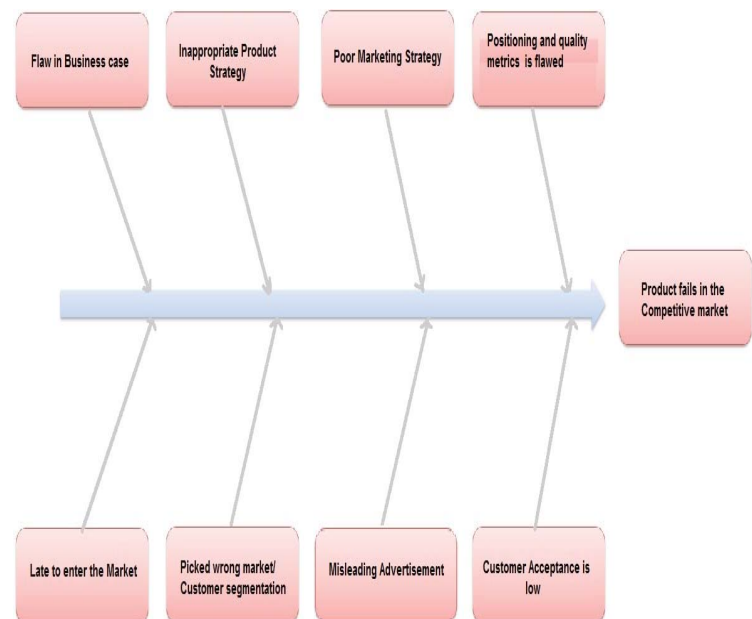 Flaw in Business case
Inappropriate Product
Strategy
Poor Marketing Strategy
Positioning and quality
metrics is flawed
Product fails in the
Competitive market
Late to enter the Market
Picked wrong market/
Customer segmentation
Misleading Advertisement
Customer Acceptance is
low